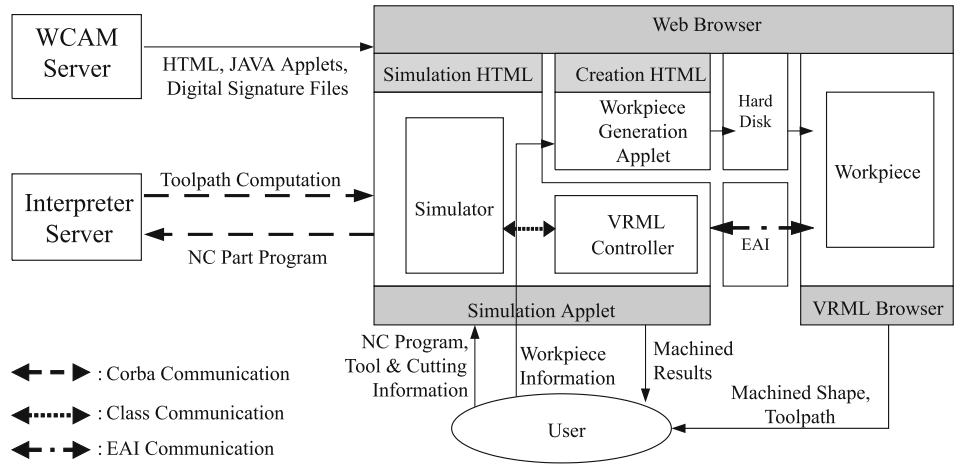 WCAM
Server
HTML, JAVA Applets,
Digital Signature Files
Web Browser
Simulation HTML
Creation HTML
Workpiece
Generation
Applet
Hard
Disk
Workpiece
Interpreter
Server
Toolpath Computation
NC Part Program
Simulator
VRML
Controller
EAI
Simulation Applet
VRML Browser
NC Program,
Tool & Cutting
Information
Workpiece
Information
Machined
Results
Machined Shape,
Toolpath
User
: Corba Communication
: Class Communication
: EAI Communication